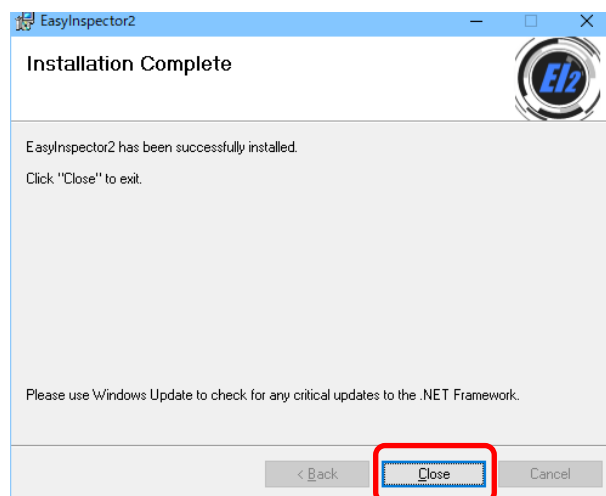 EasyInspector2
Installation Complete
EI2
EasyInspector2 has been successfully installed.
Click "Close" to exit.
Please use Windows Update to check for any critical updates to the .NET Framework.
< Back
Close
Cancel